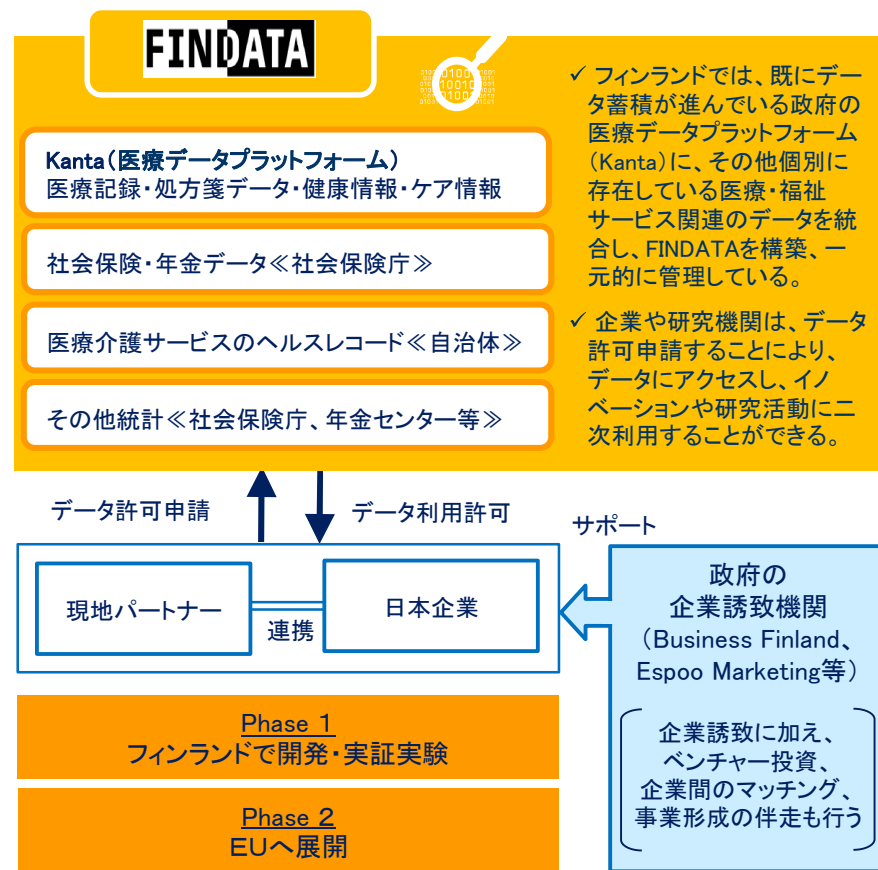 FINDATA
Kanta(医療データプラットフォーム)
医療記録・処方箋データ・健康情報・ケア情報
社会保険・年金データ≪社会保険庁≫
医療介護サービスのヘルスレコード≪自治体≫
その他統計≪社会保険庁、年金センター等≫
✓ フィンランドでは、既にデー
タ蓄積が進んでいる政府の
医療データプラットフォーム
(Kanta)に、その他個別に
存在している医療・福祉
サービス関連のデータを統
合し、FINDATAを構築、一
元的に管理している。
✓ 企業や研究機関は、データ
許可申請することにより、
データにアクセスし、イノ
ベーションや研究活動に二
次利用することができる。
データ許可申請
データ利用許可
サポート
現地パートナー
連携
日本企業
政府の
企業誘致機関
(Business Finland、
Espoo Marketing等)
企業誘致に加え、
ベンチャー投資、
企業間のマッチング、
事業形成の伴走も行う
Phase 1
フィンランドで開発・実証実験
Phase 2
EUへ展開